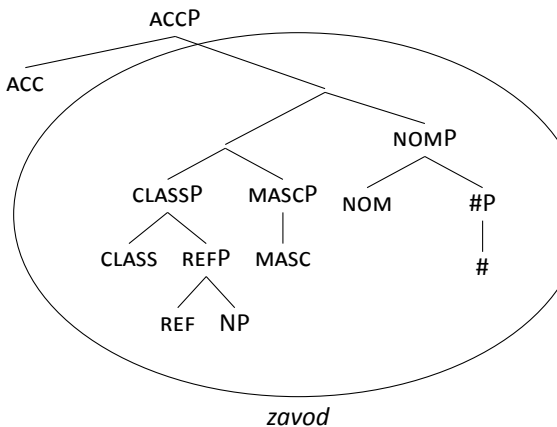 ACCP
ACC
NOMP
CLASSP MASCP NOM #P
CLASS REFP MASC #
REF NP
zavod